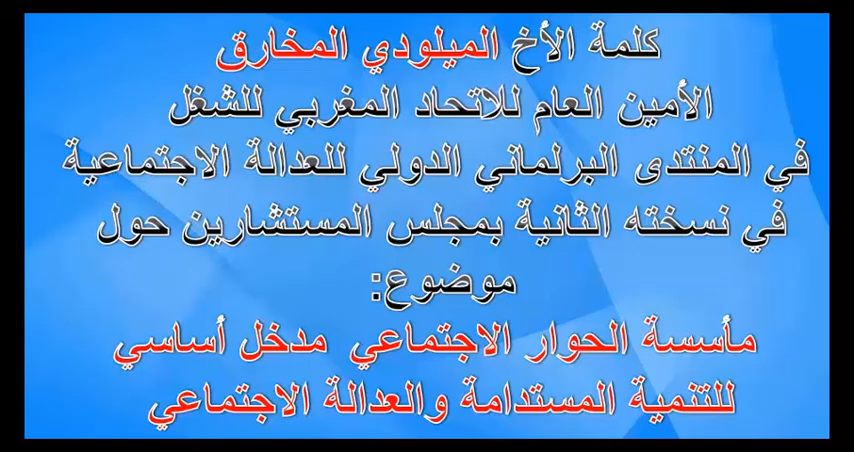 كلمة الأخ الميلودي المخارق
الأمين العام للاتحاد المغربي للشغل
في المنتدى البرلماني الدولي للعدالة الاجتماعية
في نسخته الثانية بمجلس المستشارين حول
موضوع:
مأسسة الحوار الاجتماعي مدخل أساسي
للتنمية المستدامة والعدالة الاجتماعي